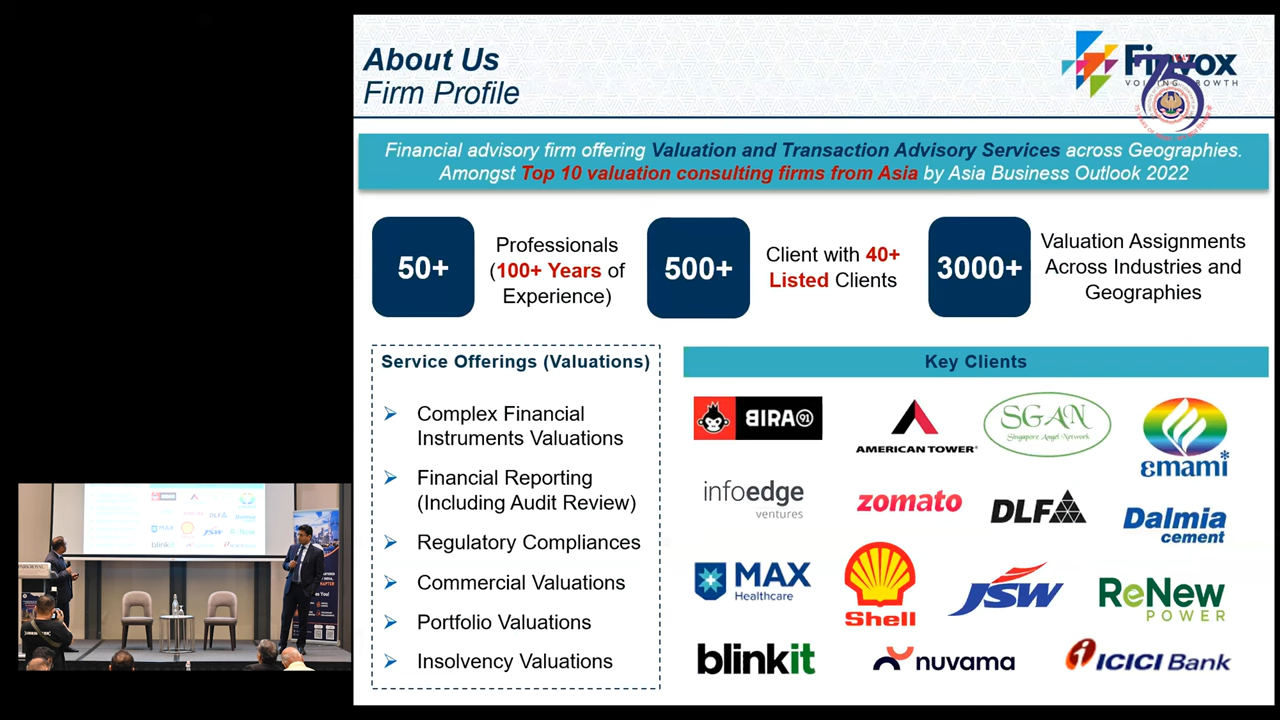 About Us
Firm Profile
Finvox
Financial advisory firm offering Valuation and Transaction Advisory Services across Geographies.
Amongst Top 10 valuation consulting firms from Asia by Asia Business Outlook 2022
50+
Professionals
(100+ Years of
Experience)
500+
Client with 40+
Listed Clients
3000+
Valuation Assignments
Across Industries and
Geographies
Service Offerings (Valuations)
Complex Financial
Instruments Valuations
Financial Reporting
(Including Audit Review)
Regulatory Compliances
Commercial Valuations
Portfolio Valuations
Insolvency Valuations
Key Clients
BIRA 91
AMERICAN TOWER®
SGAN
Singapore Angel Network
emami
infoedge
ventures
zomato
DLF
Dalmia
cement
MAX
Healthcare
Shell
JSW
ReNew
POWER
blinkit
nuvama
ICICI Bank